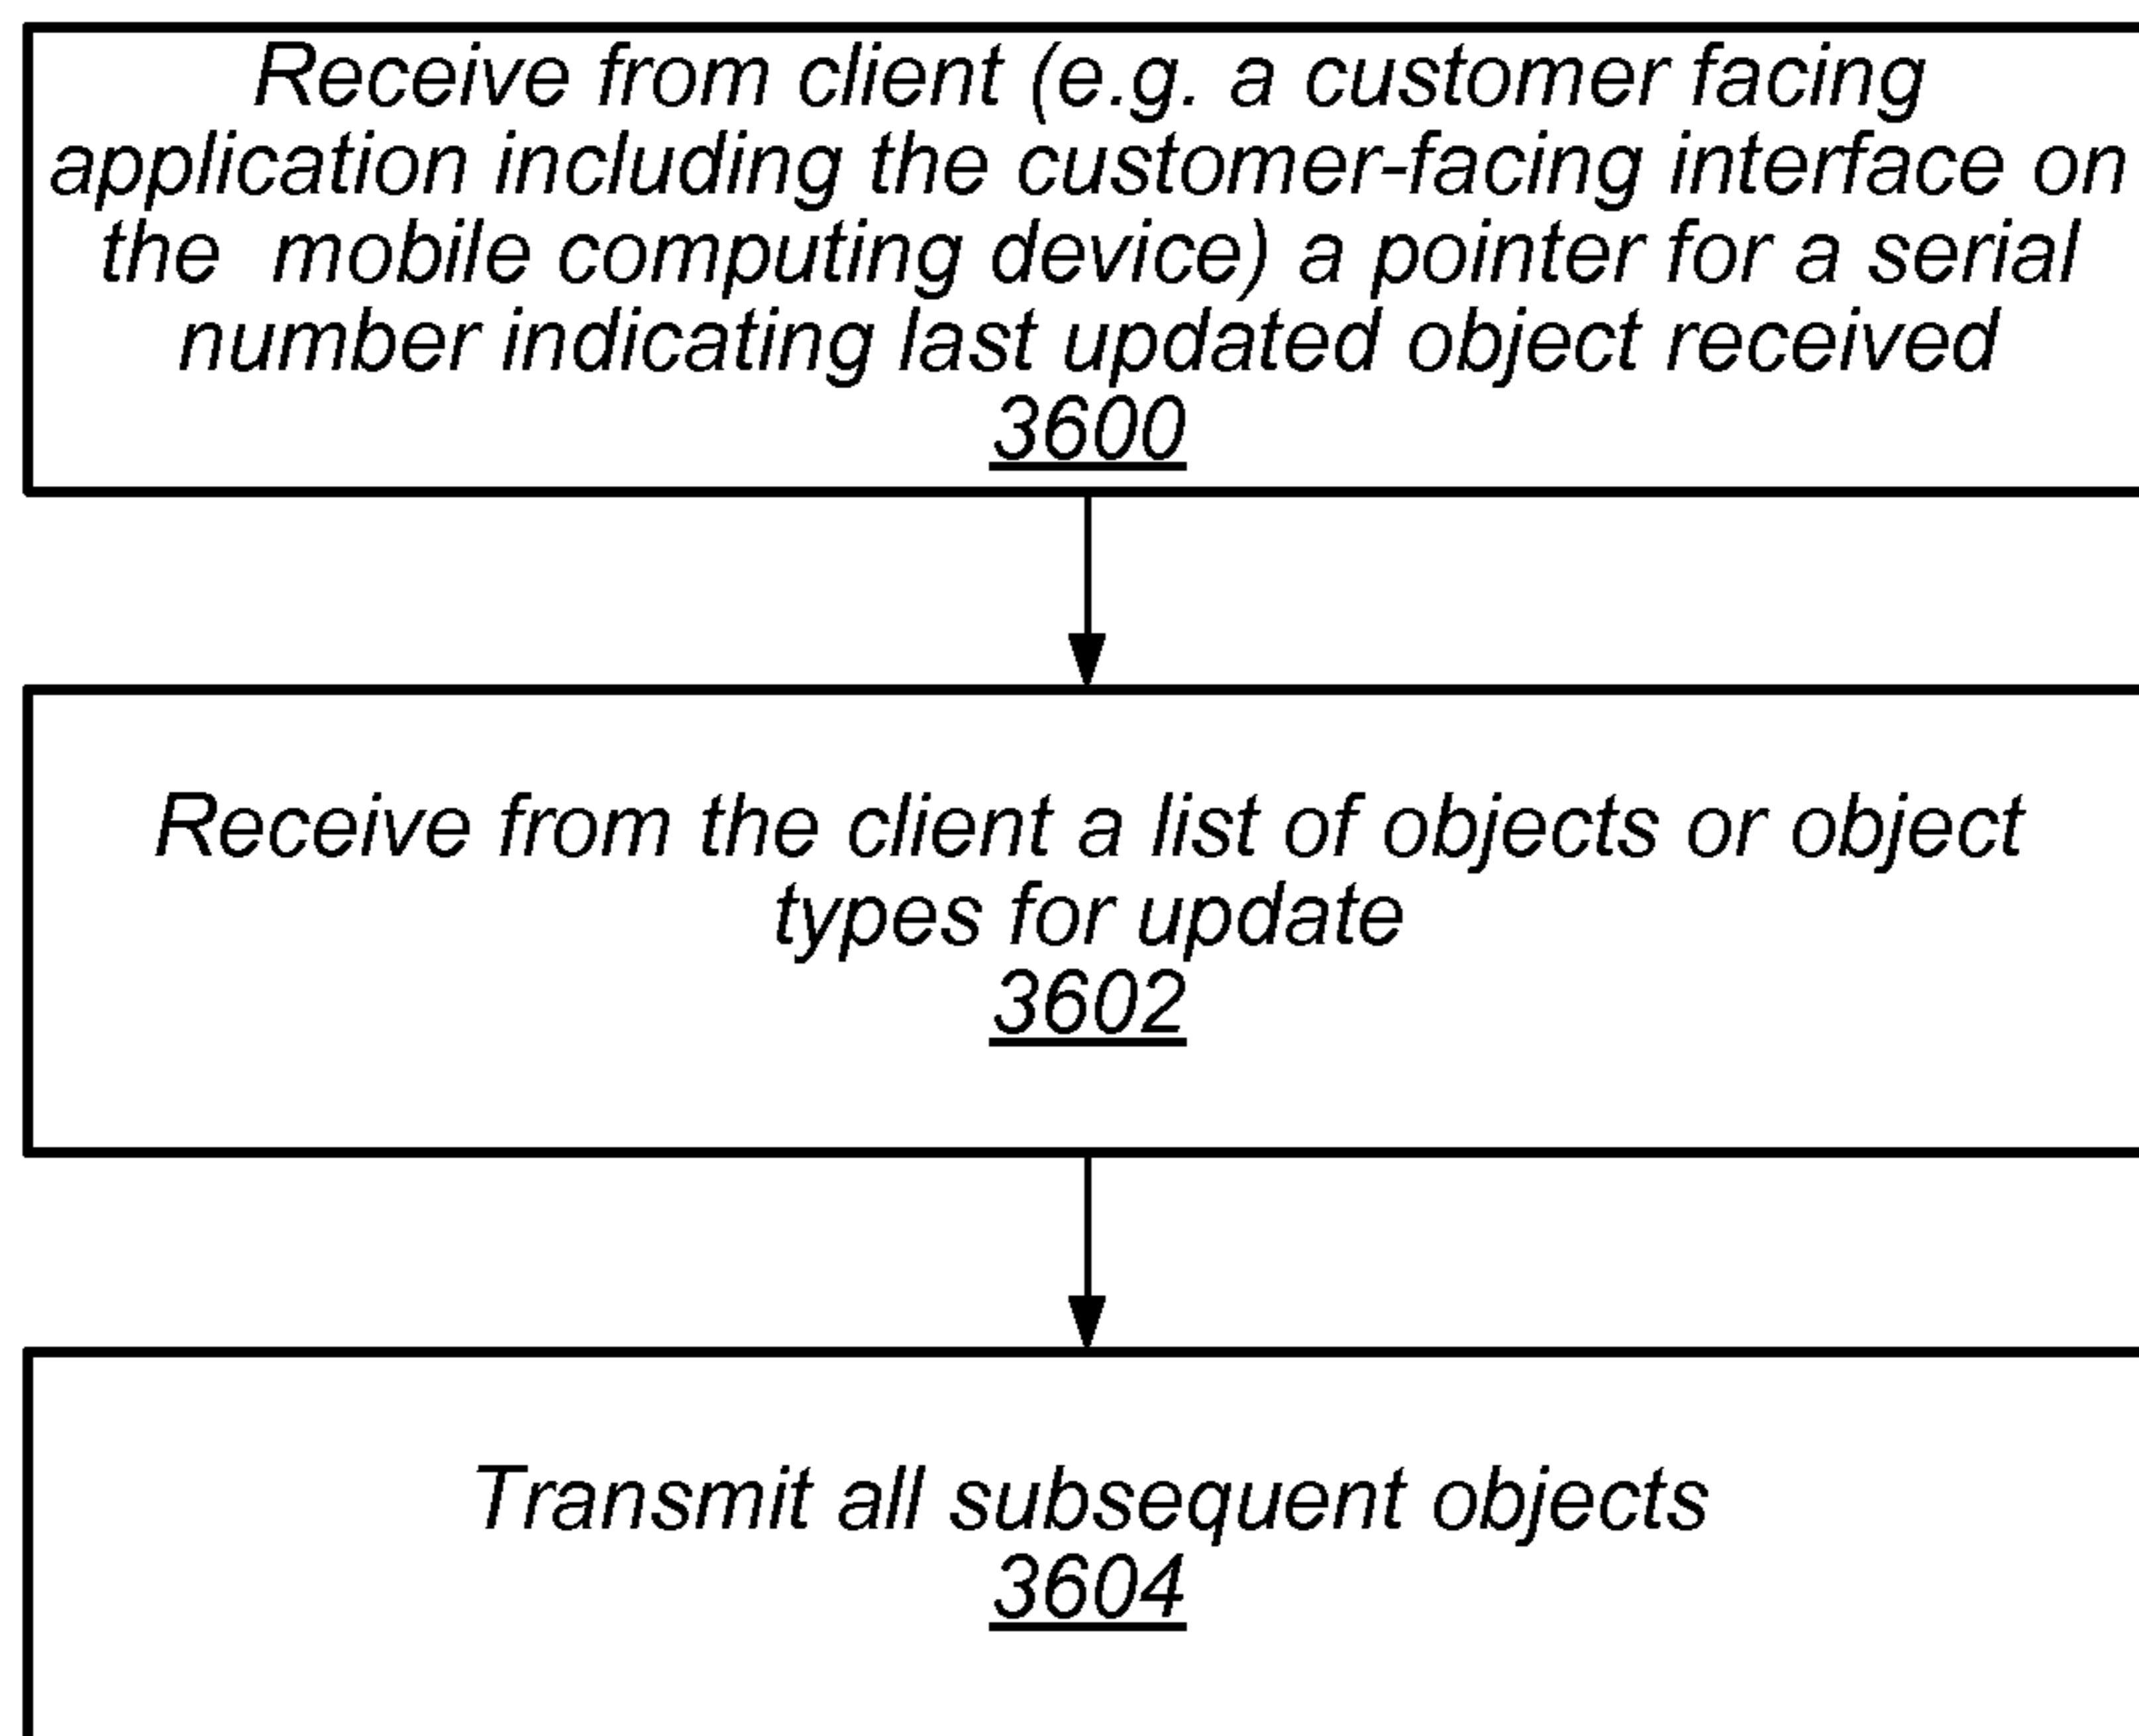 Receive from client (e.g. a customer facing
application including the customer-facing interface on
the mobile computing device) a pointer for a serial
number indicating last updated object received
3600
Receive from the client a list of objects or object
types for update
3602
Transmit all subsequent objects
3604